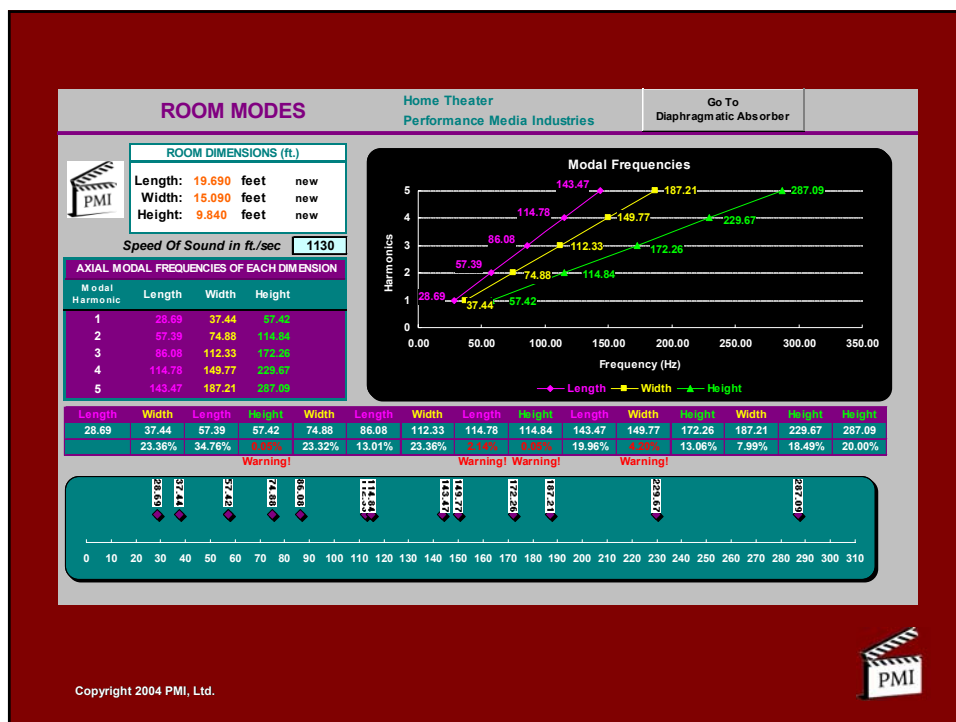 ROOM MODES
Home Theater
Performance Media Industries
Go To
Diaphragmatic Absorber
PMI
ROOM DIMENSIONS (ft.)
Length: 19.690 feet new
Width: 15.090 feet new
Height: 9.840 feet new
Speed Of Sound in ft./sec 1130
AXIAL MODAL FREQUENCIES OF EACH DIMENSION
Modal Harmonic Length Width Height
1 28.69 37.44 57.42
2 57.39 74.88 114.84
3 86.08 112.33 172.26
4 114.78 149.77 229.67
5 143.47 187.21 287.09
Modal Frequencies
Harmonics
5 143.47 187.21 287.09
4 114.78 149.77 229.67
3 86.08 112.33 172.26
2 57.39 74.88 114.84
1 28.69 37.44 57.42
0
0.00 50.00 100.00 150.00 200.00 250.00 300.00 350.00
Frequency (Hz)
Length Width Height
Length Width Length Height Width Length Width Length Height Length Width Height Width Height Height
28.69 37.44 57.39 57.42 74.88 86.08 112.33 114.78 114.84 143.47 149.77 172.26 187.21 229.67 287.09
23.36% 34.76% 0.05% 23.32% 13.01% 23.36% 2.14% 0.05% 19.96% 4.20% 13.06% 7.99% 18.49% 20.00%
Warning! Warning! Warning! Warning!
28.69 37.44 57.42 74.88 86.08 112.33 114.84 143.47 149.77 172.26 187.21 229.67 287.09
0 10 20 30 40 50 60 70 80 90 100 110 120 130 140 150 160 170 180 190 200 210 220 230 240 250 260 270 280 290 300 310
Copyright 2004 PMI, Ltd.
PMI